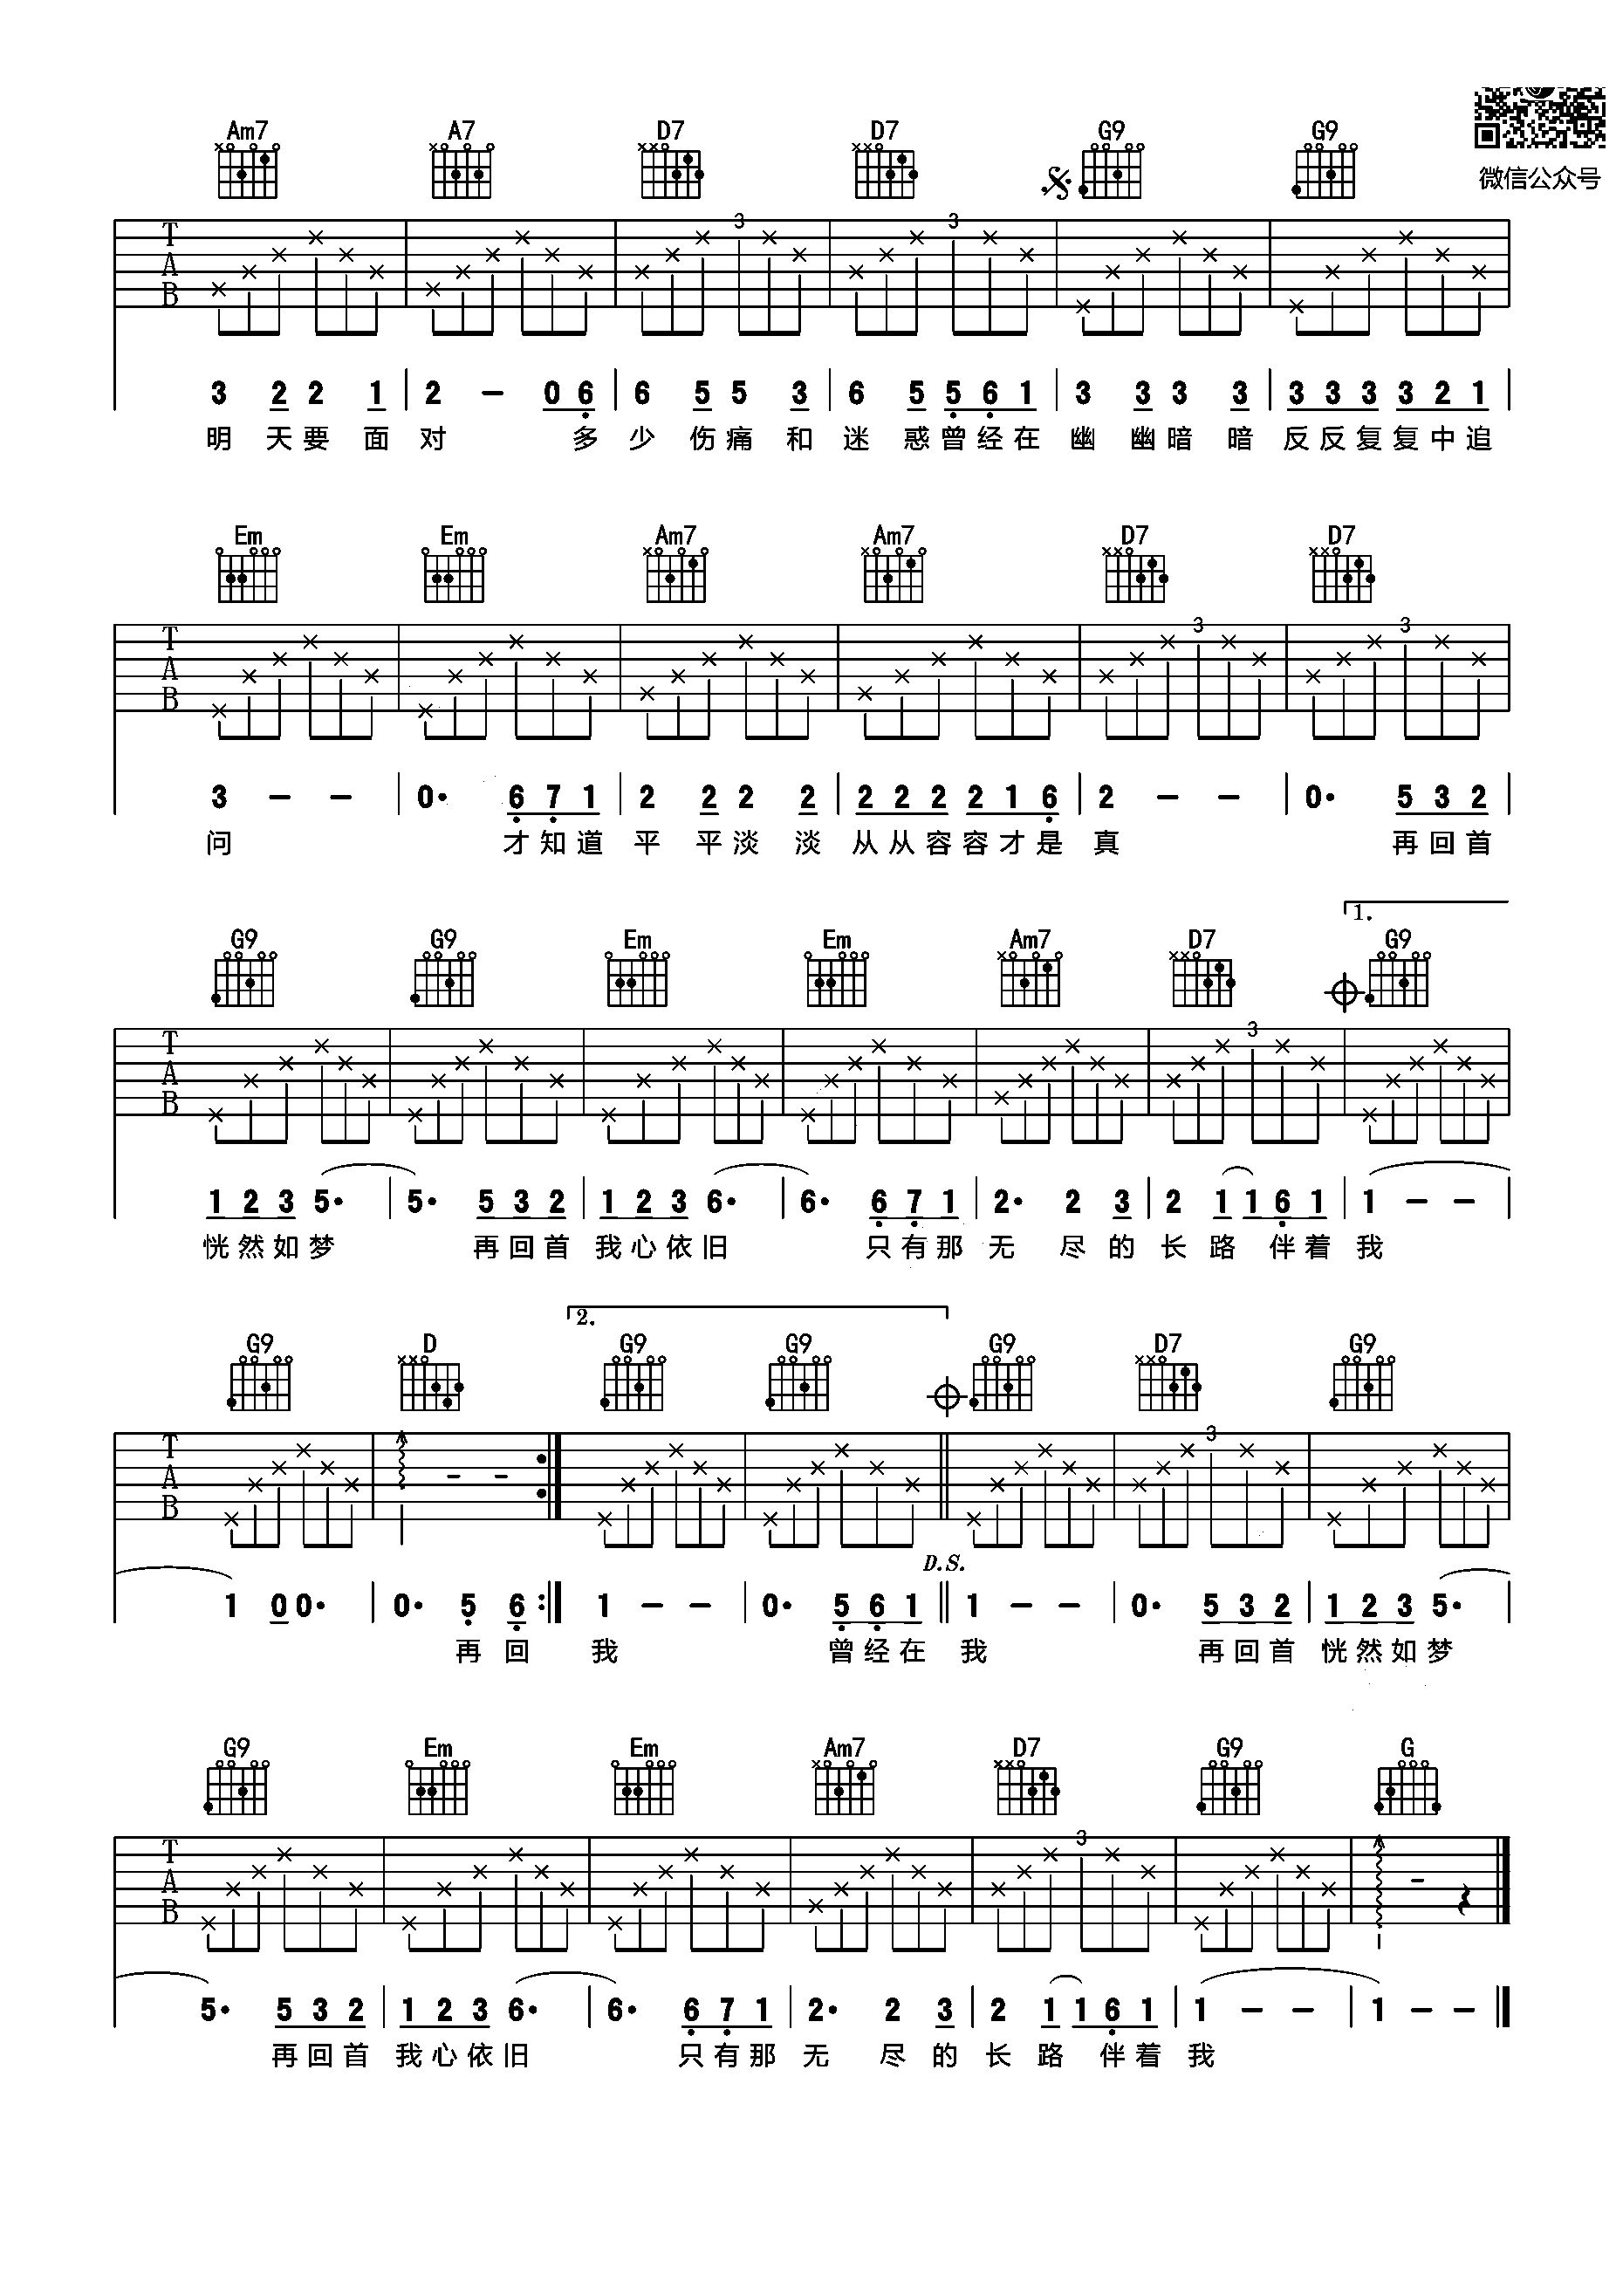 微信公众号
Am7 A7 D7 D7 G9 G9
3 3
T
A
B
3 2 2 1 | 2 - 0 6 | 6 5 5 3 | 6 5 5 6 1 | 3 3 3 3 | 3 3 3 3 2 1 |
明 天 要 面 对 多 少 伤 痛 和 迷 惑 曾 经 在 幽 幽 暗 暗 反 反 复 复 中 追
Em Em Am7 Am7 D7 D7
3 3
T
A
B
3 - - | 0· 6 7 1 | 2 2 2 2 | 2 2 2 2 1 6 | 2 - - | 0· 5 3 2 |
问 才 知 道 平 平 淡 淡 从 从 容 容 才 是 真 再 回 首
1.
G9 G9 Em Em Am7 D7 G9
3
T
A
B
1 2 3 5· | 5· 5 3 2 | 1 2 3 6· | 6· 6 7 1 | 2· 2 3 | 2 1 1 6 1 | 1 - - |
恍 然 如 梦 再 回 首 我 心 依 旧 只 有 那 无 尽 的 长 路 伴 着 我
2.
G9 D G9 G9 G9 D7 G9
3
T
A
B
D.S.
1 0 0· | 0· 5 6 :|| 1 - - | 0· 5 6 1 || 1 - - | 0· 5 3 2 | 1 2 3 5· |
再 回 我 曾 经 在 我 再 回 首 恍 然 如 梦
G9 Em Em Am7 D7 G9 G
3
T
A
B
5· 5 3 2 | 1 2 3 6· | 6· 6 7 1 | 2· 2 3 | 2 1 1 6 1 | 1 - - | 1 - - ||
再 回 首 我 心 依 旧 只 有 那 无 尽 的 长 路 伴 着 我